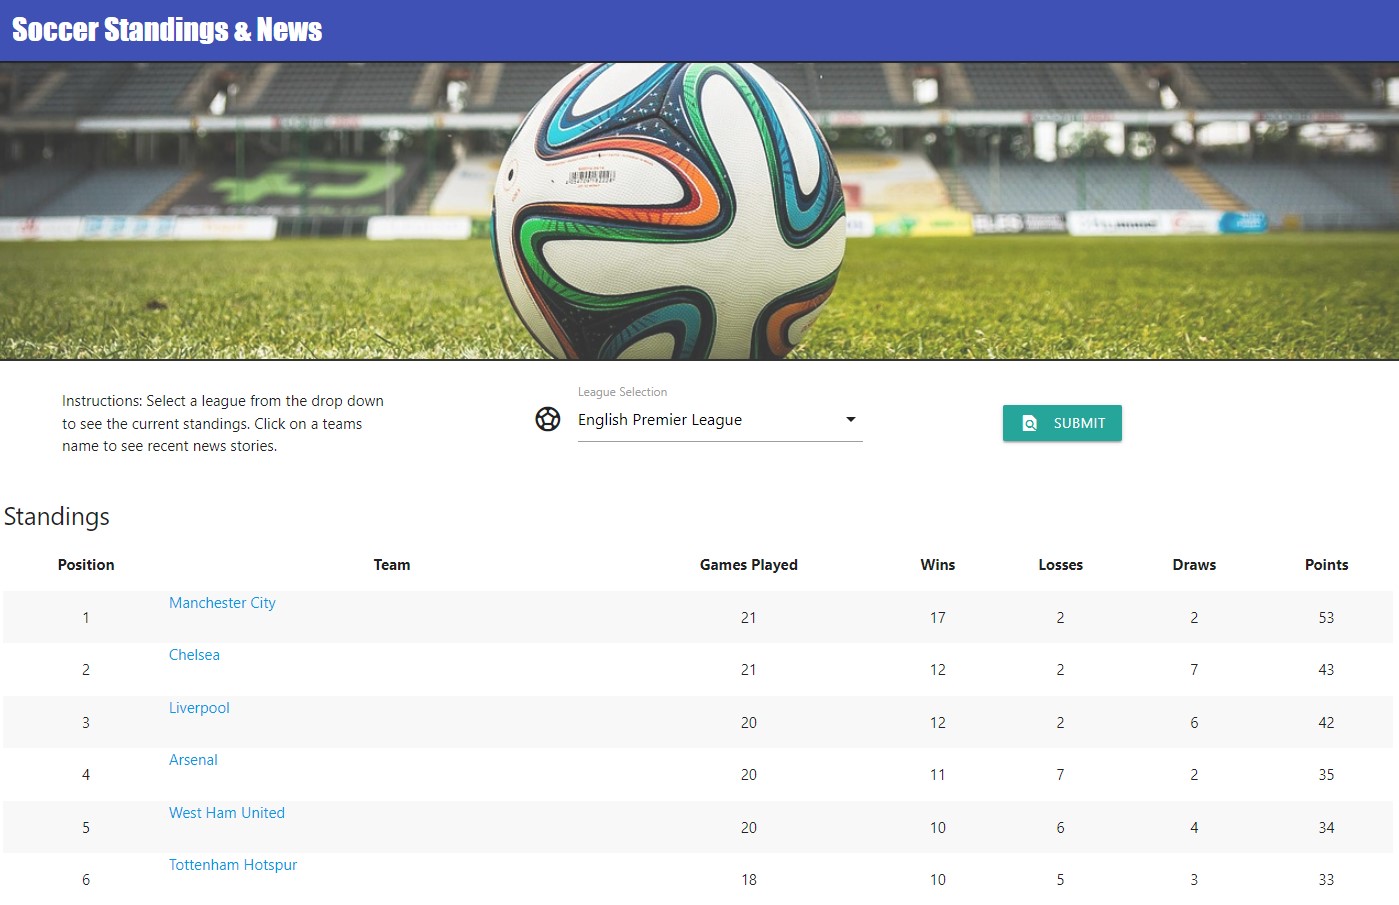 Soccer Standings & News
Instructions: Select a league from the drop down
to see the current standings. Click on a teams
name to see recent news stories.
League Selection
English Premier League
SUBMIT
Standings
Position Team Games Played Wins Losses Draws Points
1 Manchester City 21 17 2 2 53
2 Chelsea 21 12 2 7 43
3 Liverpool 20 12 2 6 42
4 Arsenal 20 11 7 2 35
5 West Ham United 20 10 6 4 34
6 Tottenham Hotspur 18 10 5 3 33